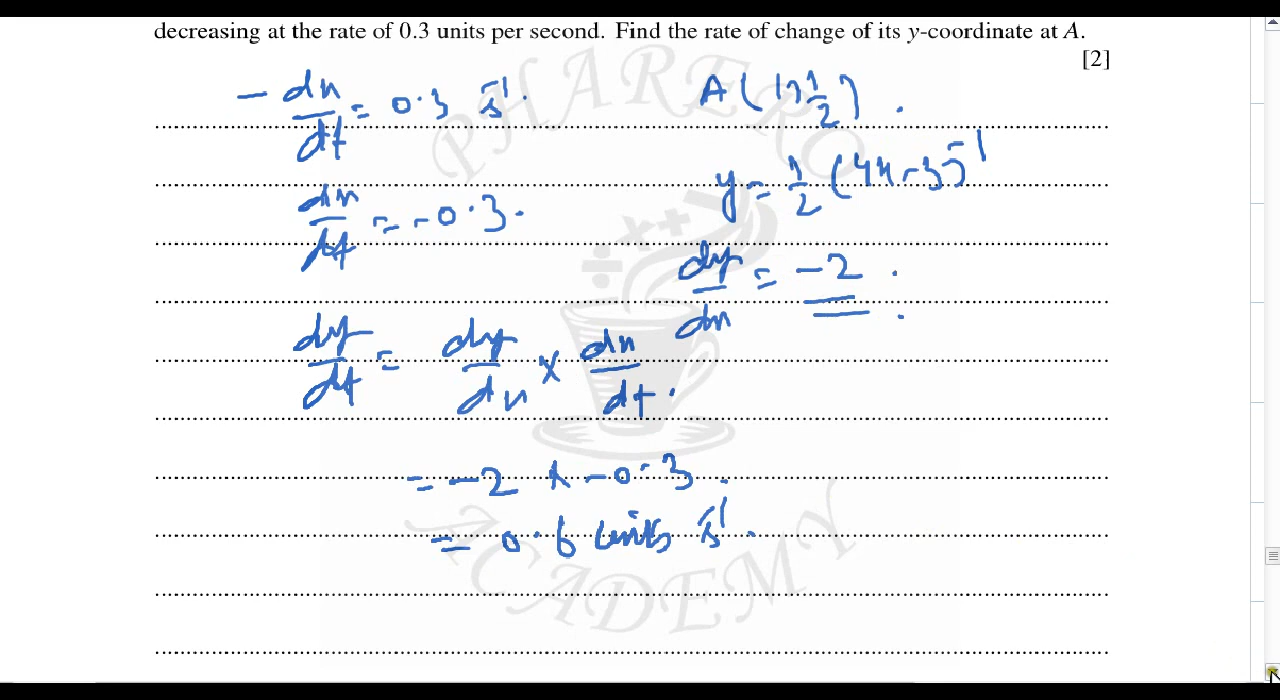 decreasing at the rate of 0.3 units per second. Find the rate of change of its y-coordinate at A.
[2]
- dx/dt = 0.3 s⁻¹.
A (1, 1/2).
y = 1/2 (4x - 3)⁻¹
dx/dt = -0.3.
dy/dx = -2.
dy/dt = dy/dx × dx/dt.
= -2 × -0.3.
= 0.6 units s⁻¹.
PHARERO
ACADEMY